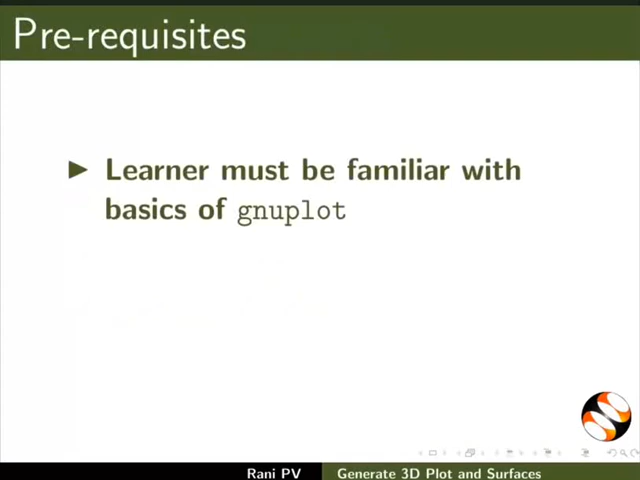 Pre-requisites
Learner must be familiar with
basics of gnuplot
Rani PV
Generate 3D Plot and Surfaces